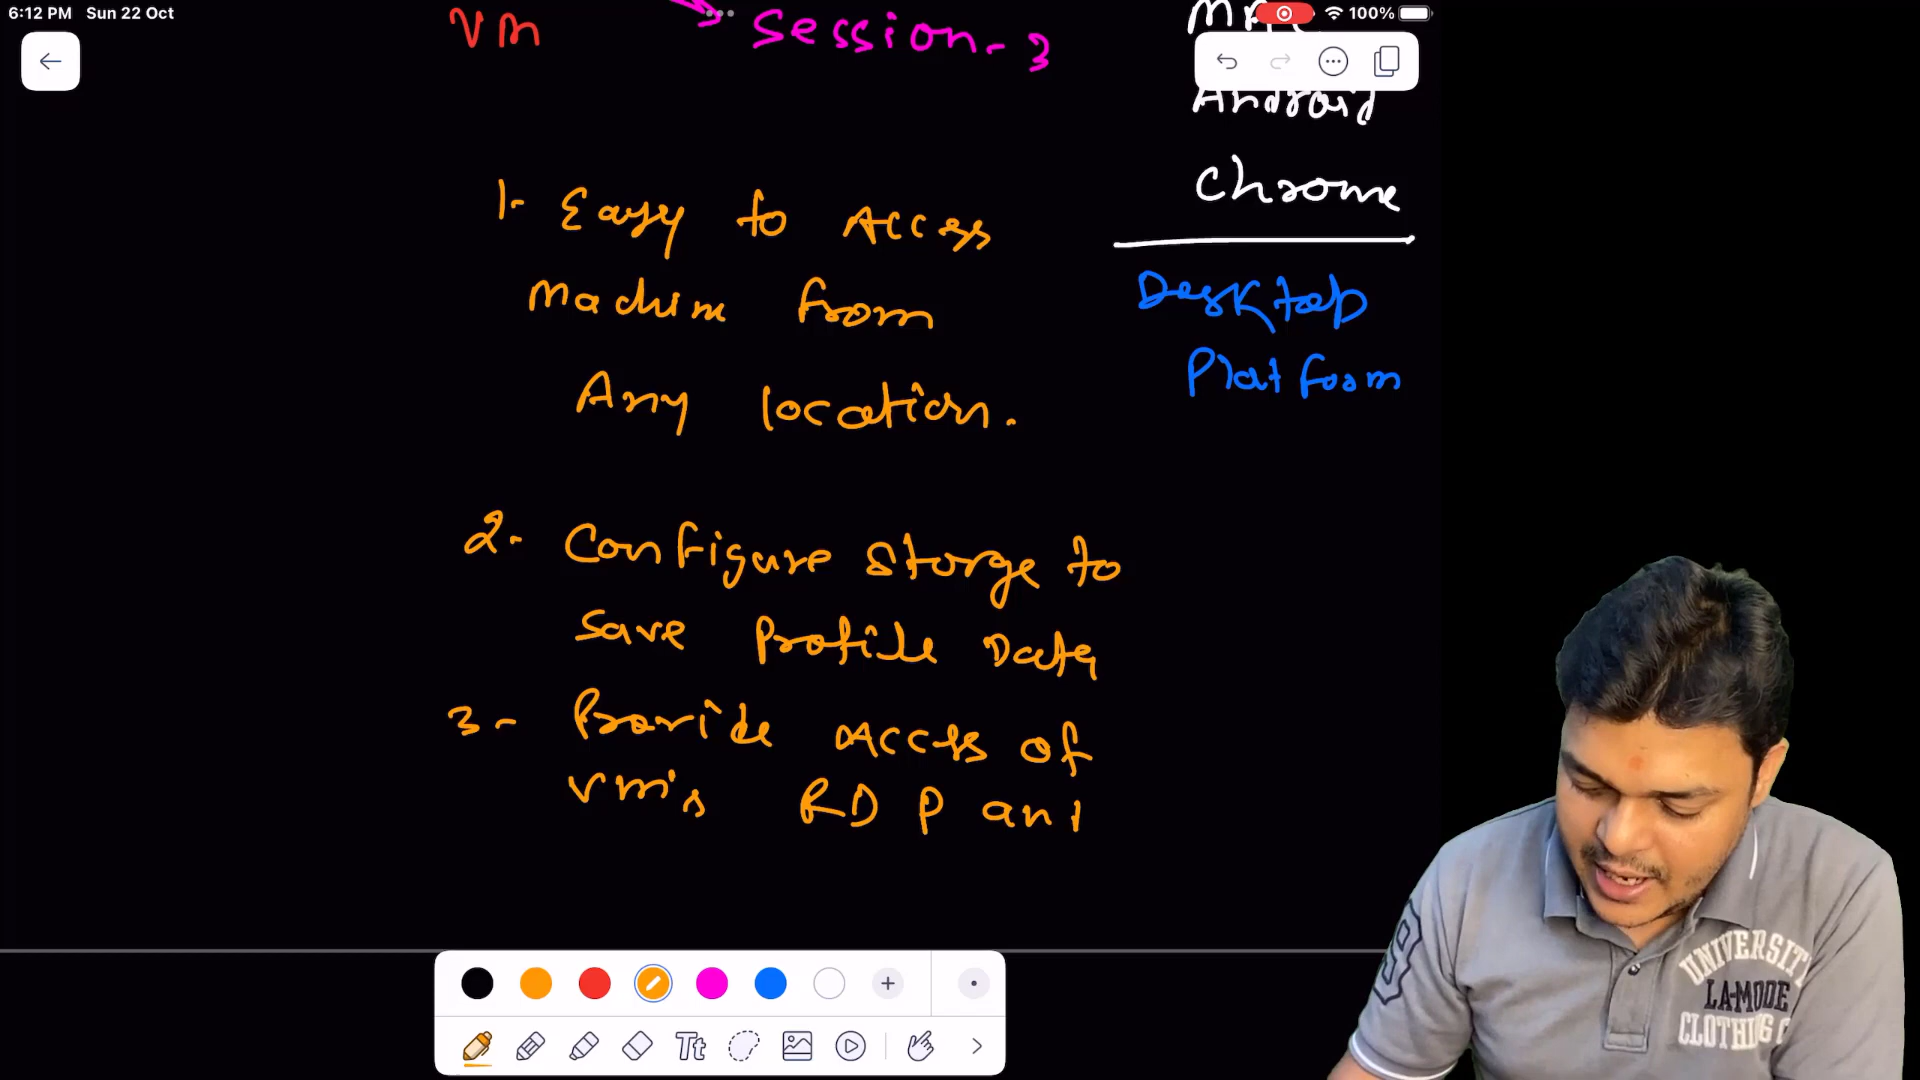 6:12 PM Sun 22 Oct
100%
Vm
Session-3
Android
Chrome
Desktop
Platform
1- Easy to Access
Machine from
Any location.
2- Configure Storge to
Save Profile Data
3- Provide Access of
Vm's RDP and
Tt
UNIVERSITY
LA-MODE
CLOTHING C